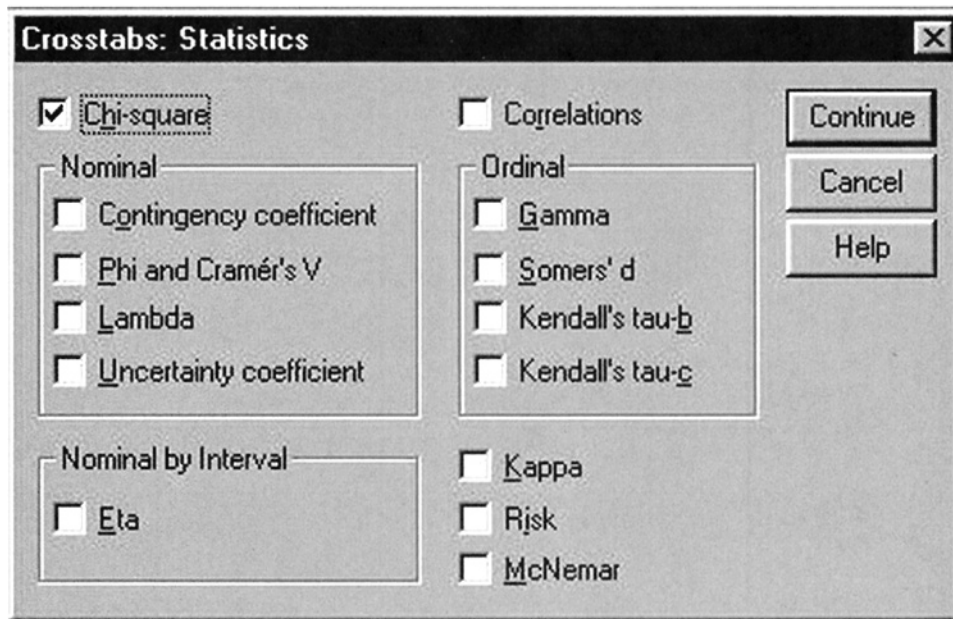 Crosstabs: Statistics
Chi-square
Correlations
Continue
Nominal
Ordinal
Cancel
Contingency coefficient
Gamma
Help
Phi and Cramér's V
Somers' d
Lambda
Kendall's tau-b
Uncertainty coefficient
Kendall's tau-c
Nominal by Interval
Kappa
Eta
Risk
McNemar